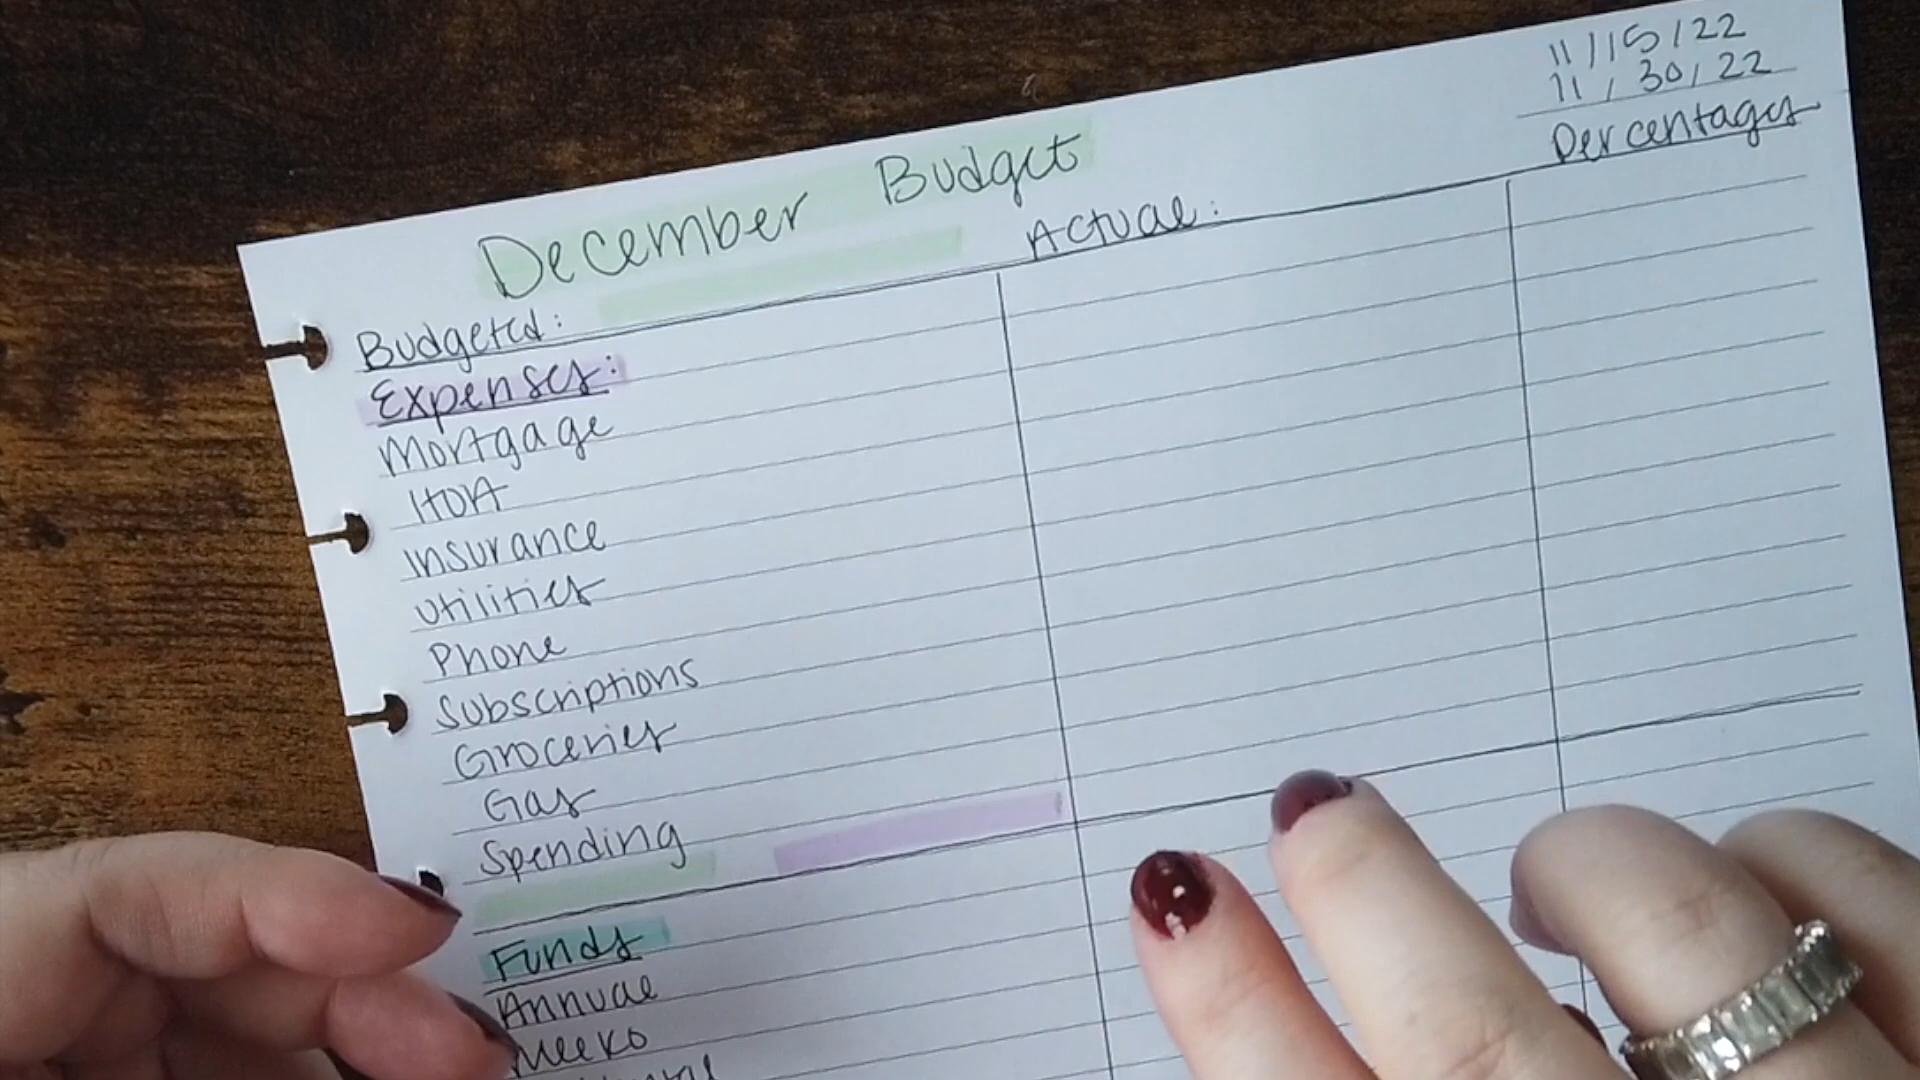 11/15/22
11/30/22
December Budget
Percentages
Budgeted:
Actual:
Expenses:
Mortgage
HOA
Insurance
Utilities
Phone
Subscriptions
Groceries
Gas
Spending
Funds
Annual
Meeko